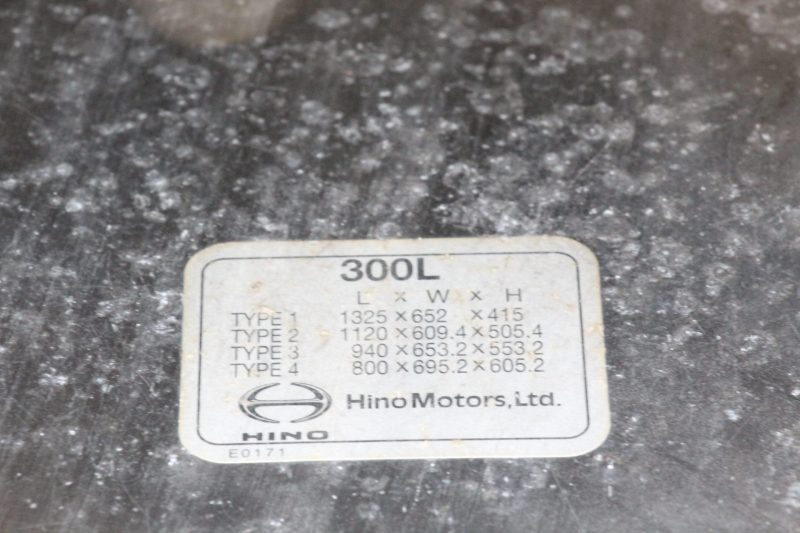 300L
L × W × H
TYPE 1 1325 × 652 × 415
TYPE 2 1120 × 609.4 × 505.4
TYPE 3 940 × 653.2 × 553.2
TYPE 4 800 × 695.2 × 605.2
Hino Motors, Ltd.
HINO
E0171